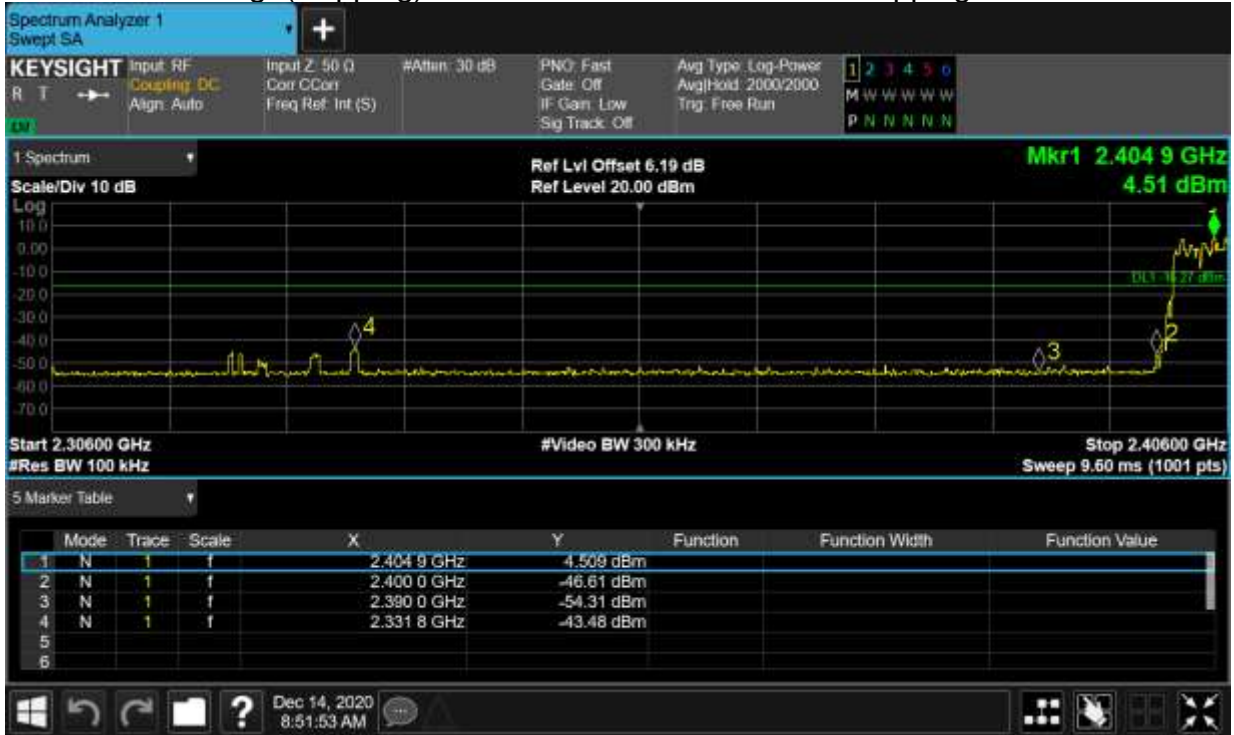 Spectrum Analyzer 1
Swept SA
+
KEYSIGHT Input: RF Input Z: 50 Ω #Atten: 30 dB PNO: Fast Avg Type: Log-Power 1 2 3 4 5 6
R T Coupling: DC Corr CCorr Gate: Off Avg|Hold: 2000/2000 M W W W W W
Align: Auto Freq Ref: Int (S) IF Gain: Low Trig: Free Run P N N N N N
Sig Track: Off
1 Spectrum Ref Lvl Offset 6.19 dB Mkr1 2.404 9 GHz
Scale/Div 10 dB Ref Level 20.00 dBm 4.51 dBm
Log
10.0
0.00
-10.0
-20.0
-30.0
-40.0
-50.0
-60.0
-70.0
1
2
3
4
Start 2.30600 GHz #Video BW 300 kHz Stop 2.40600 GHz
#Res BW 100 kHz Sweep 9.60 ms (1001 pts)
5 Marker Table
Mode Trace Scale X Y Function Function Width Function Value
1 N 1 f 2.404 9 GHz 4.509 dBm
2 N 1 f 2.400 0 GHz -46.61 dBm
3 N 1 f 2.390 0 GHz -54.31 dBm
4 N 1 f 2.331 8 GHz -43.48 dBm
5
6
? Dec 14, 2020
8:51:53 AM